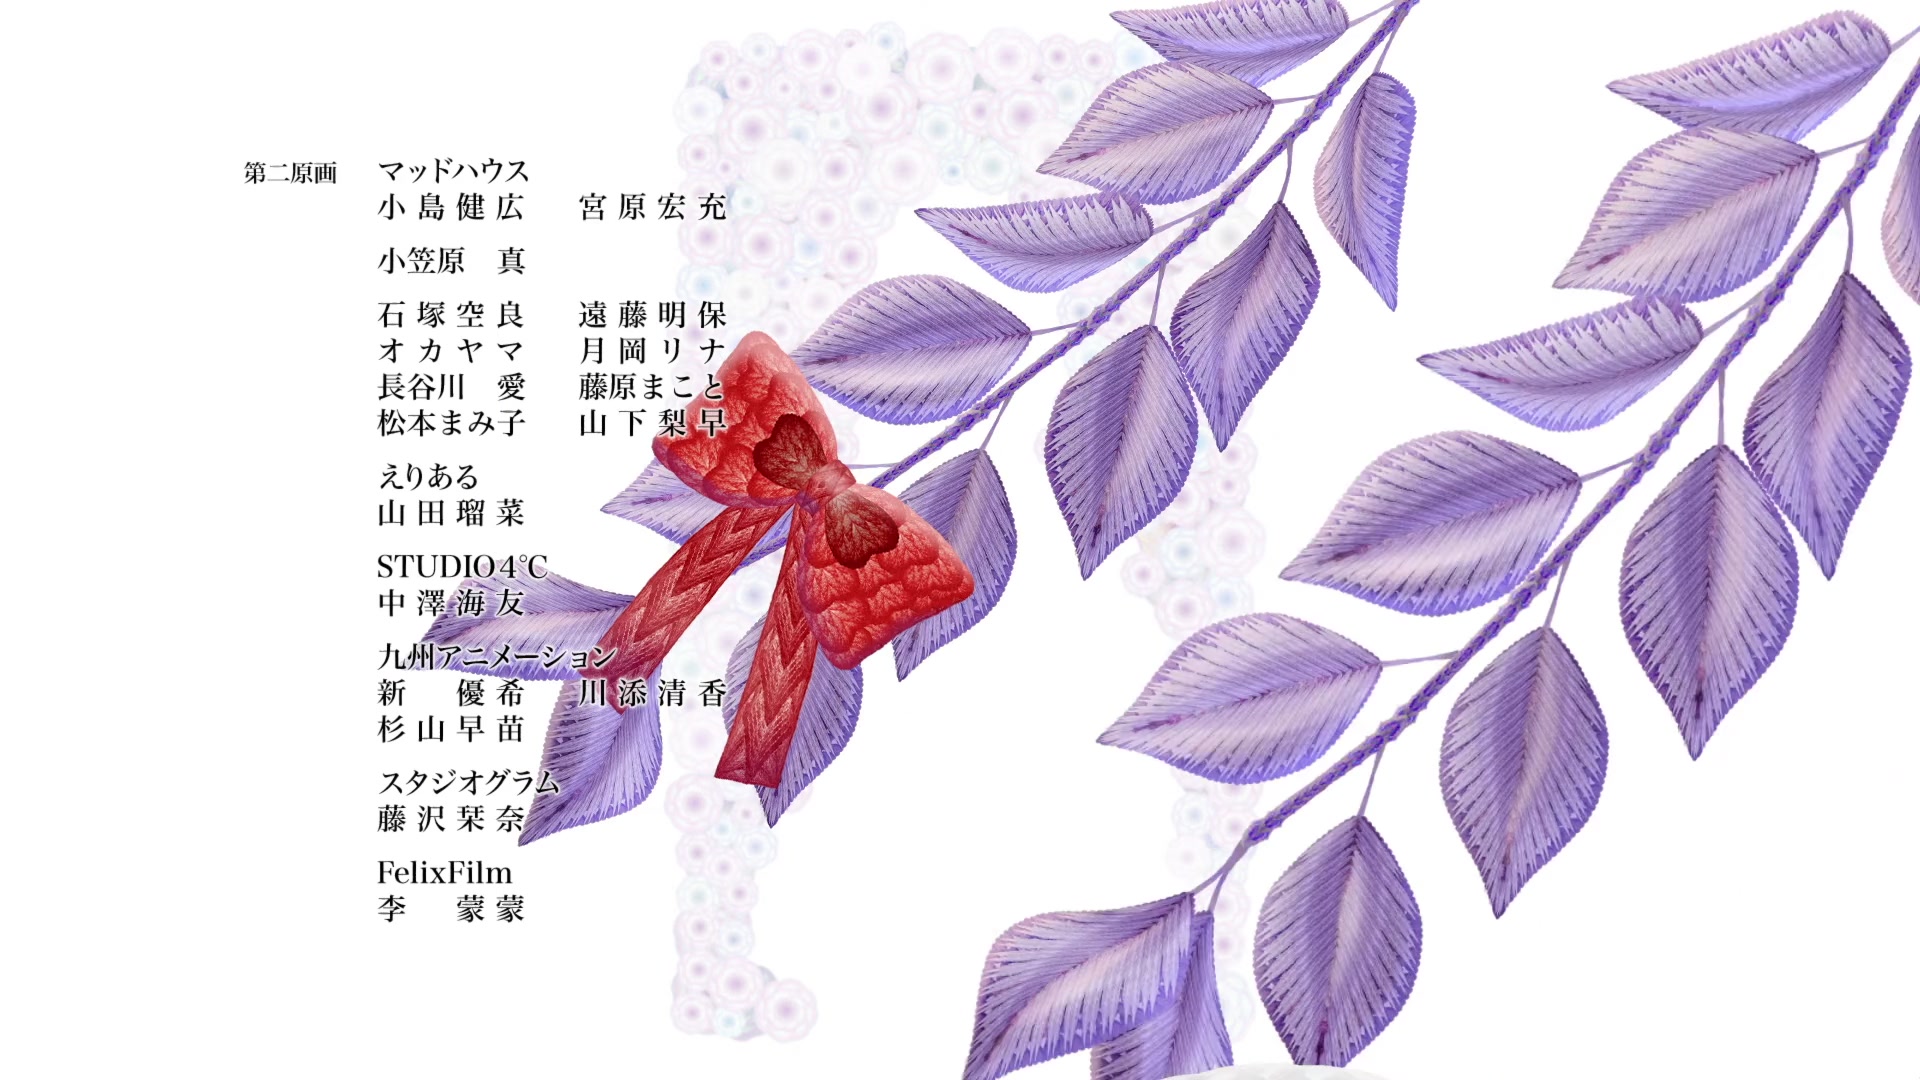 第二原画 マッドハウス
小島健広 宮原宏充
小笠原 真
石塚空良 遠藤明保
オカヤマ 月岡リナ
長谷川 愛 藤原まこと
松本まみ子 山下梨早
えりある
山田瑠菜
STUDIO4℃
中澤海友
九州アニメーション
新 優希 川添清香
杉山早苗
スタジオグラム
藤沢栞奈
FelixFilm
李 蒙蒙